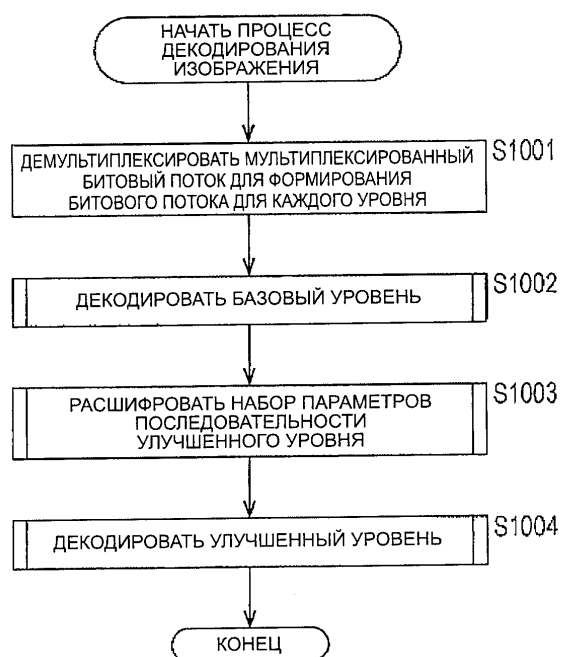 НАЧАТЬ ПРОЦЕСС
ДЕКОДИРОВАНИЯ
ИЗОБРАЖЕНИЯ
ДЕМУЛЬТИПЛЕКСИРОВАТЬ МУЛЬТИПЛЕКСИРОВАННЫЙ
БИТОВЫЙ ПОТОК ДЛЯ ФОРМИРОВАНИЯ
БИТОВОГО ПОТОКА ДЛЯ КАЖДОГО УРОВНЯ
S1001
ДЕКОДИРОВАТЬ БАЗОВЫЙ УРОВЕНЬ
S1002
РАСШИФРОВАТЬ НАБОР ПАРАМЕТРОВ
ПОСЛЕДОВАТЕЛЬНОСТИ
УЛУЧШЕННОГО УРОВНЯ
S1003
ДЕКОДИРОВАТЬ УЛУЧШЕННЫЙ УРОВЕНЬ
S1004
КОНЕЦ